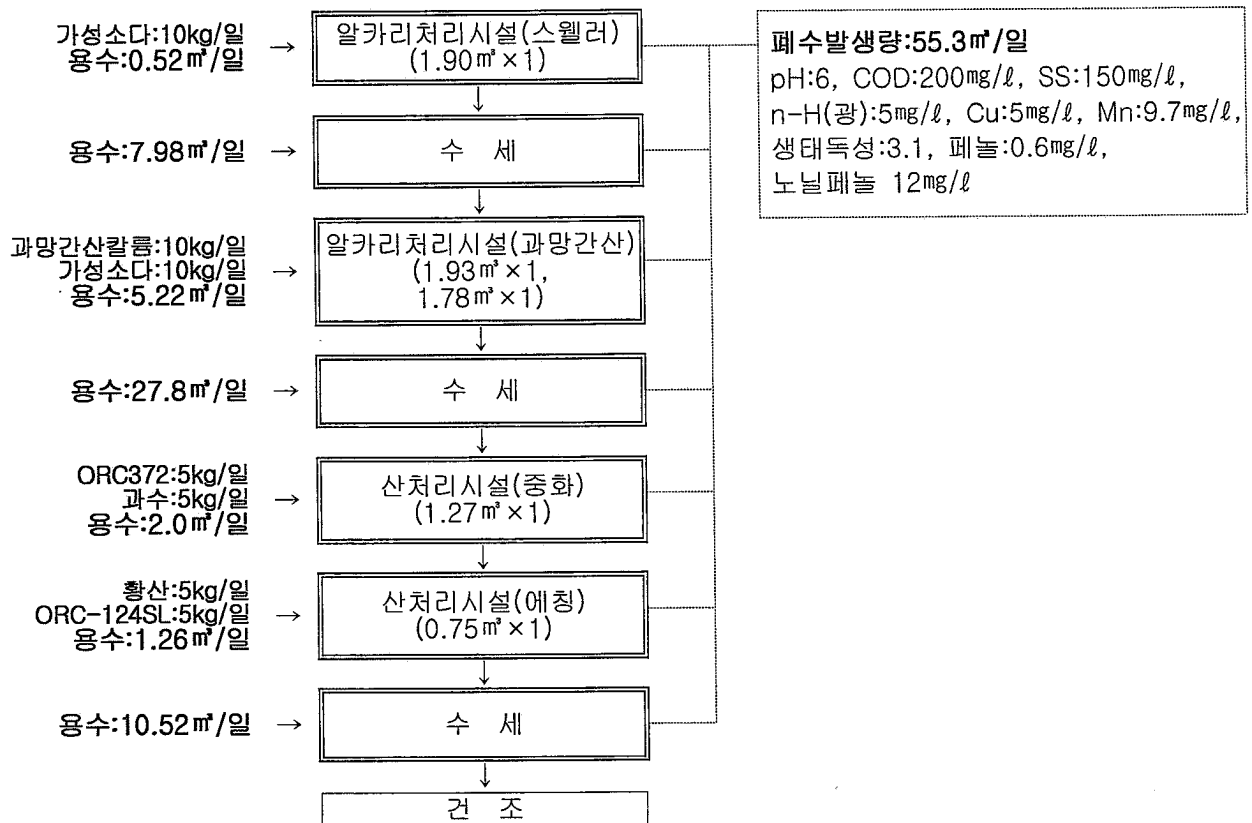 가성소다:10kg/일
용수:0.52㎥/일
→
알카리처리시설(스웰러)
(1.90㎥×1)
폐수발생량:55.3㎥/일
pH:6, COD:200㎎/ℓ, SS:150㎎/ℓ,
n-H(광):5㎎/ℓ, Cu:5㎎/ℓ, Mn:9.7㎎/ℓ,
생태독성:3.1, 페놀:0.6㎎/ℓ,
노닐페놀 12㎎/ℓ
↓
용수:7.98㎥/일 →
수 세
↓
과망간산칼륨:10kg/일
가성소다:10kg/일
용수:5.22㎥/일
→
알카리처리시설(과망간산)
(1.93㎥×1,
1.78㎥×1)
↓
용수:27.8㎥/일 →
수 세
↓
ORC372:5kg/일
과수:5kg/일
용수:2.0㎥/일
→
산처리시설(중화)
(1.27㎥×1)
↓
황산:5kg/일
ORC-124SL:5kg/일
용수:1.26㎥/일
→
산처리시설(에칭)
(0.75㎥×1)
↓
용수:10.52㎥/일 →
수 세
↓
건 조